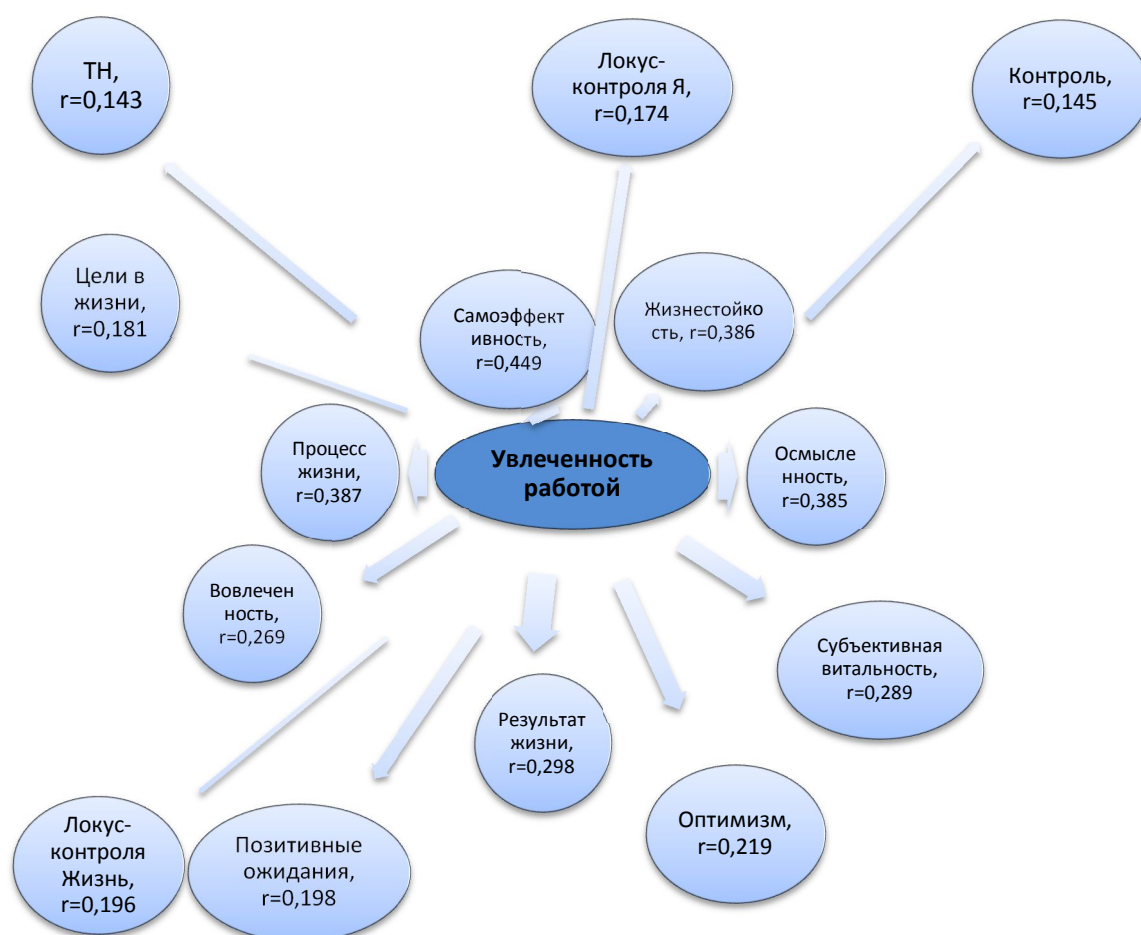 ТН,
r=0,143
Локус-
контроля Я,
r=0,174
Контроль,
r=0,145
Цели в
жизни,
r=0,181
Самоэффект
ивность,
r=0,449
Жизнестойко
сть, r=0,386
Процесс
жизни,
r=0,387
Увлеченность
работой
Осмысле
нность,
r=0,385
Вовлечен
ность,
r=0,269
Субъективная
витальность,
r=0,289
Результат
жизни,
r=0,298
Оптимизм,
r=0,219
Локус-
контроля
Жизнь,
r=0,196
Позитивные
ожидания,
r=0,198